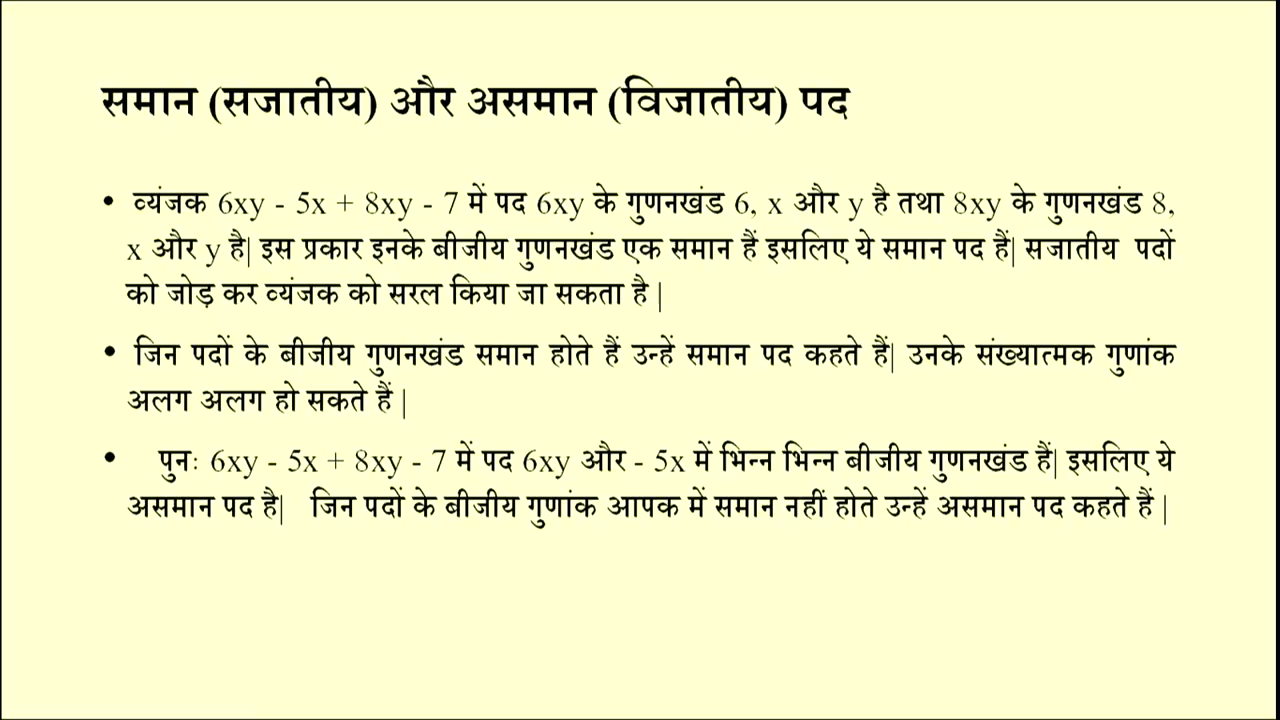 समान (सजातीय) और असमान (विजातीय) पद
• व्यंजक 6xy - 5x + 8xy - 7 में पद 6xy के गुणनखंड 6, x और y है तथा 8xy के गुणनखंड 8,
x और y है| इस प्रकार इनके बीजीय गुणनखंड एक समान हैं इसलिए ये समान पद हैं| सजातीय पदों
को जोड़ कर व्यंजक को सरल किया जा सकता है |
• जिन पदों के बीजीय गुणनखंड समान होते हैं उन्हें समान पद कहते हैं| उनके संख्यात्मक गुणांक
अलग अलग हो सकते हैं |
• पुनः 6xy - 5x + 8xy - 7 में पद 6xy और - 5x में भिन्न भिन्न बीजीय गुणनखंड हैं| इसलिए ये
असमान पद है| जिन पदों के बीजीय गुणांक आपक में समान नहीं होते उन्हें असमान पद कहते हैं |